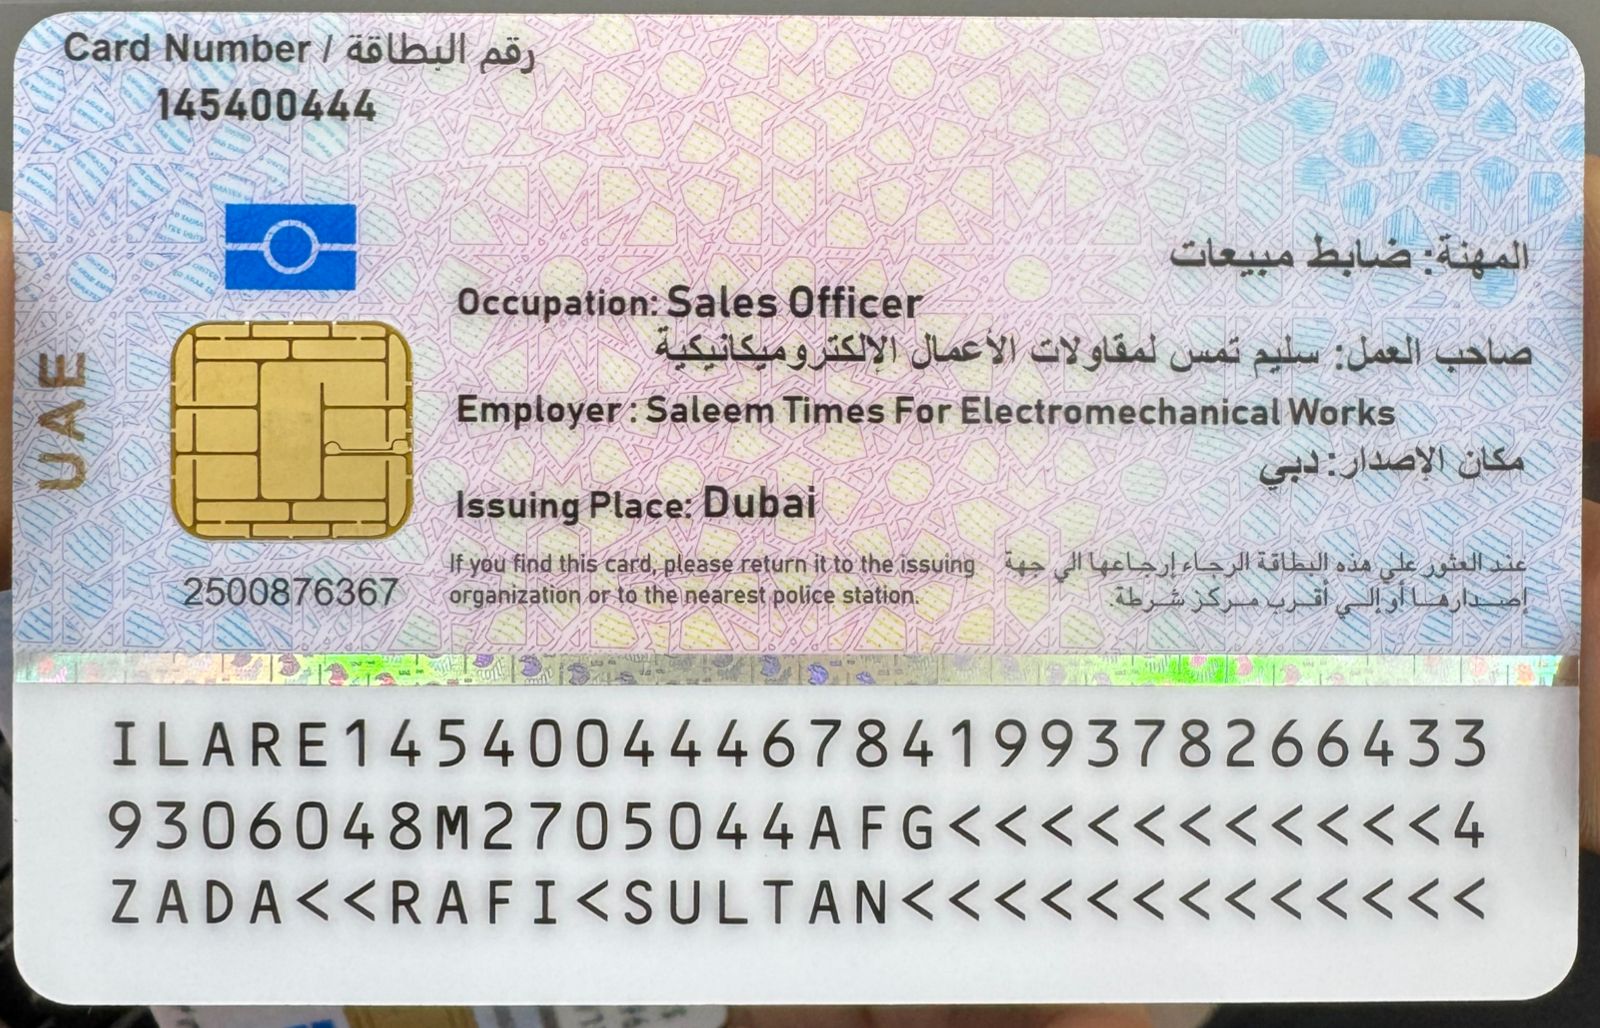 Card Number / رقم البطاقة
145400444
المهنة: ضابط مبيعات
Occupation: Sales Officer
صاحب العمل: سليم تمس لمقاولات الأعمال الإلكتروميكانيكية
Employer : Saleem Times For Electromechanical Works
مكان الإصدار: دبي
Issuing Place: Dubai
UAE
2500876367
If you find this card, please return it to the issuing
organization or to the nearest police station.
عند العثور على هذه البطاقة الرجاء إرجاعها الي جهة
إصدارها أو إلي أقرب مركز شرطة.
ILARE1454004446784199378266433
9306048M2705044AFG<<<<<<<<<<<4
ZADA<<RAFI<SULTAN<<<<<<<<<<<<<